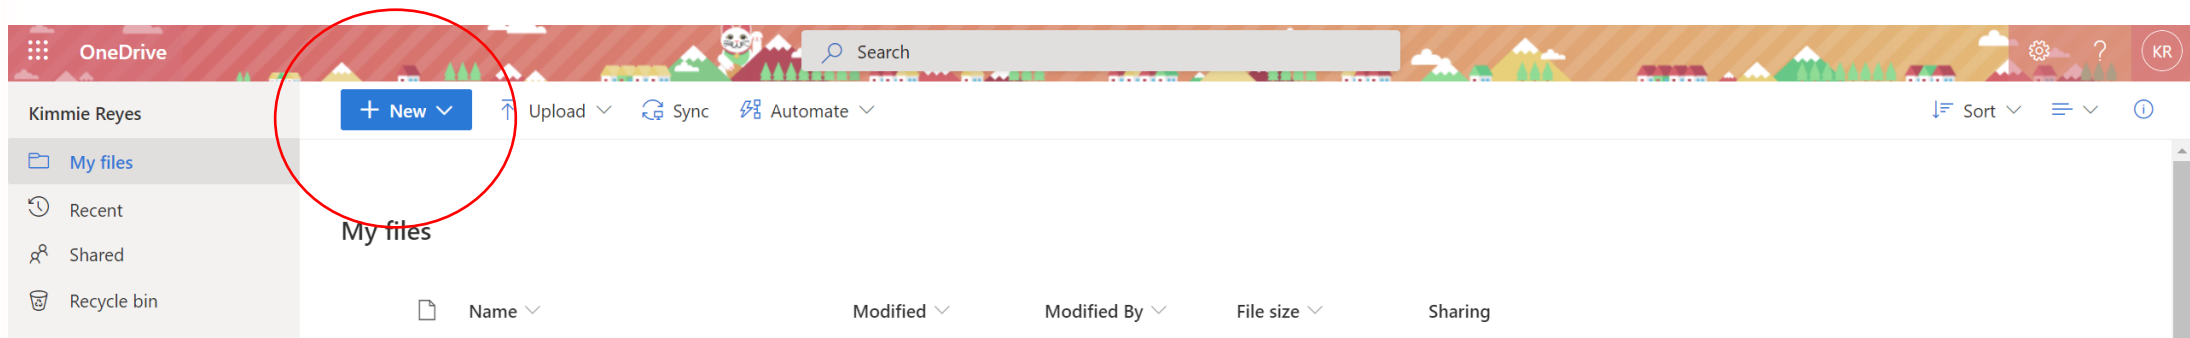 OneDrive
Search
? KR
Kimmie Reyes
+ New Upload Sync Automate Sort
My files
Recent
Shared
Recycle bin
My files
Name Modified Modified By File size Sharing